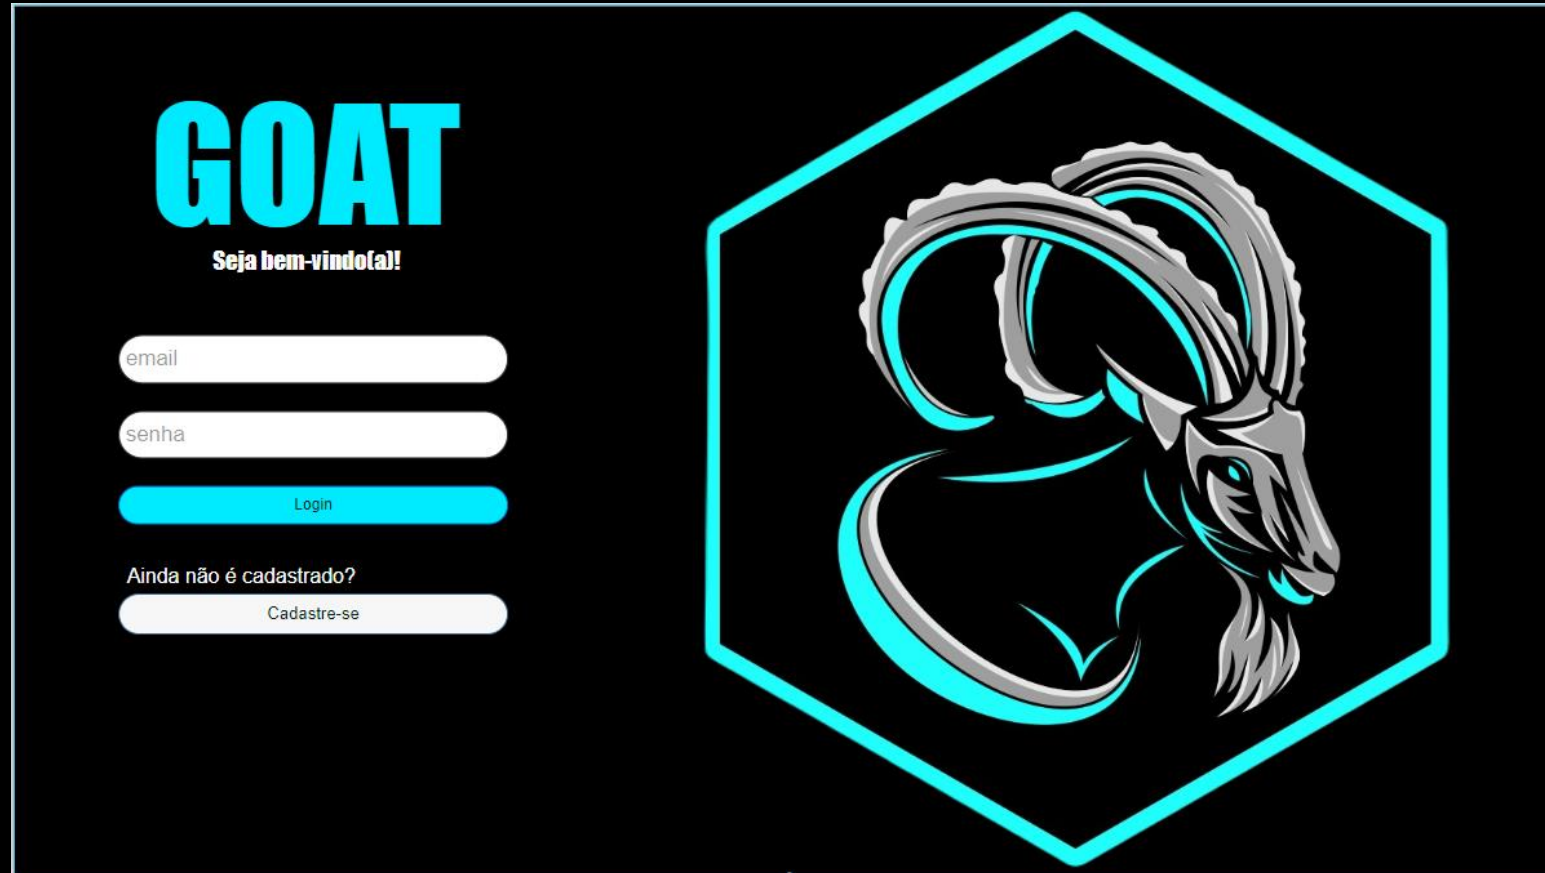 GOAT
Seja bem-vindo(a)!
email
senha
Login
Ainda não é cadastrado?
Cadastre-se